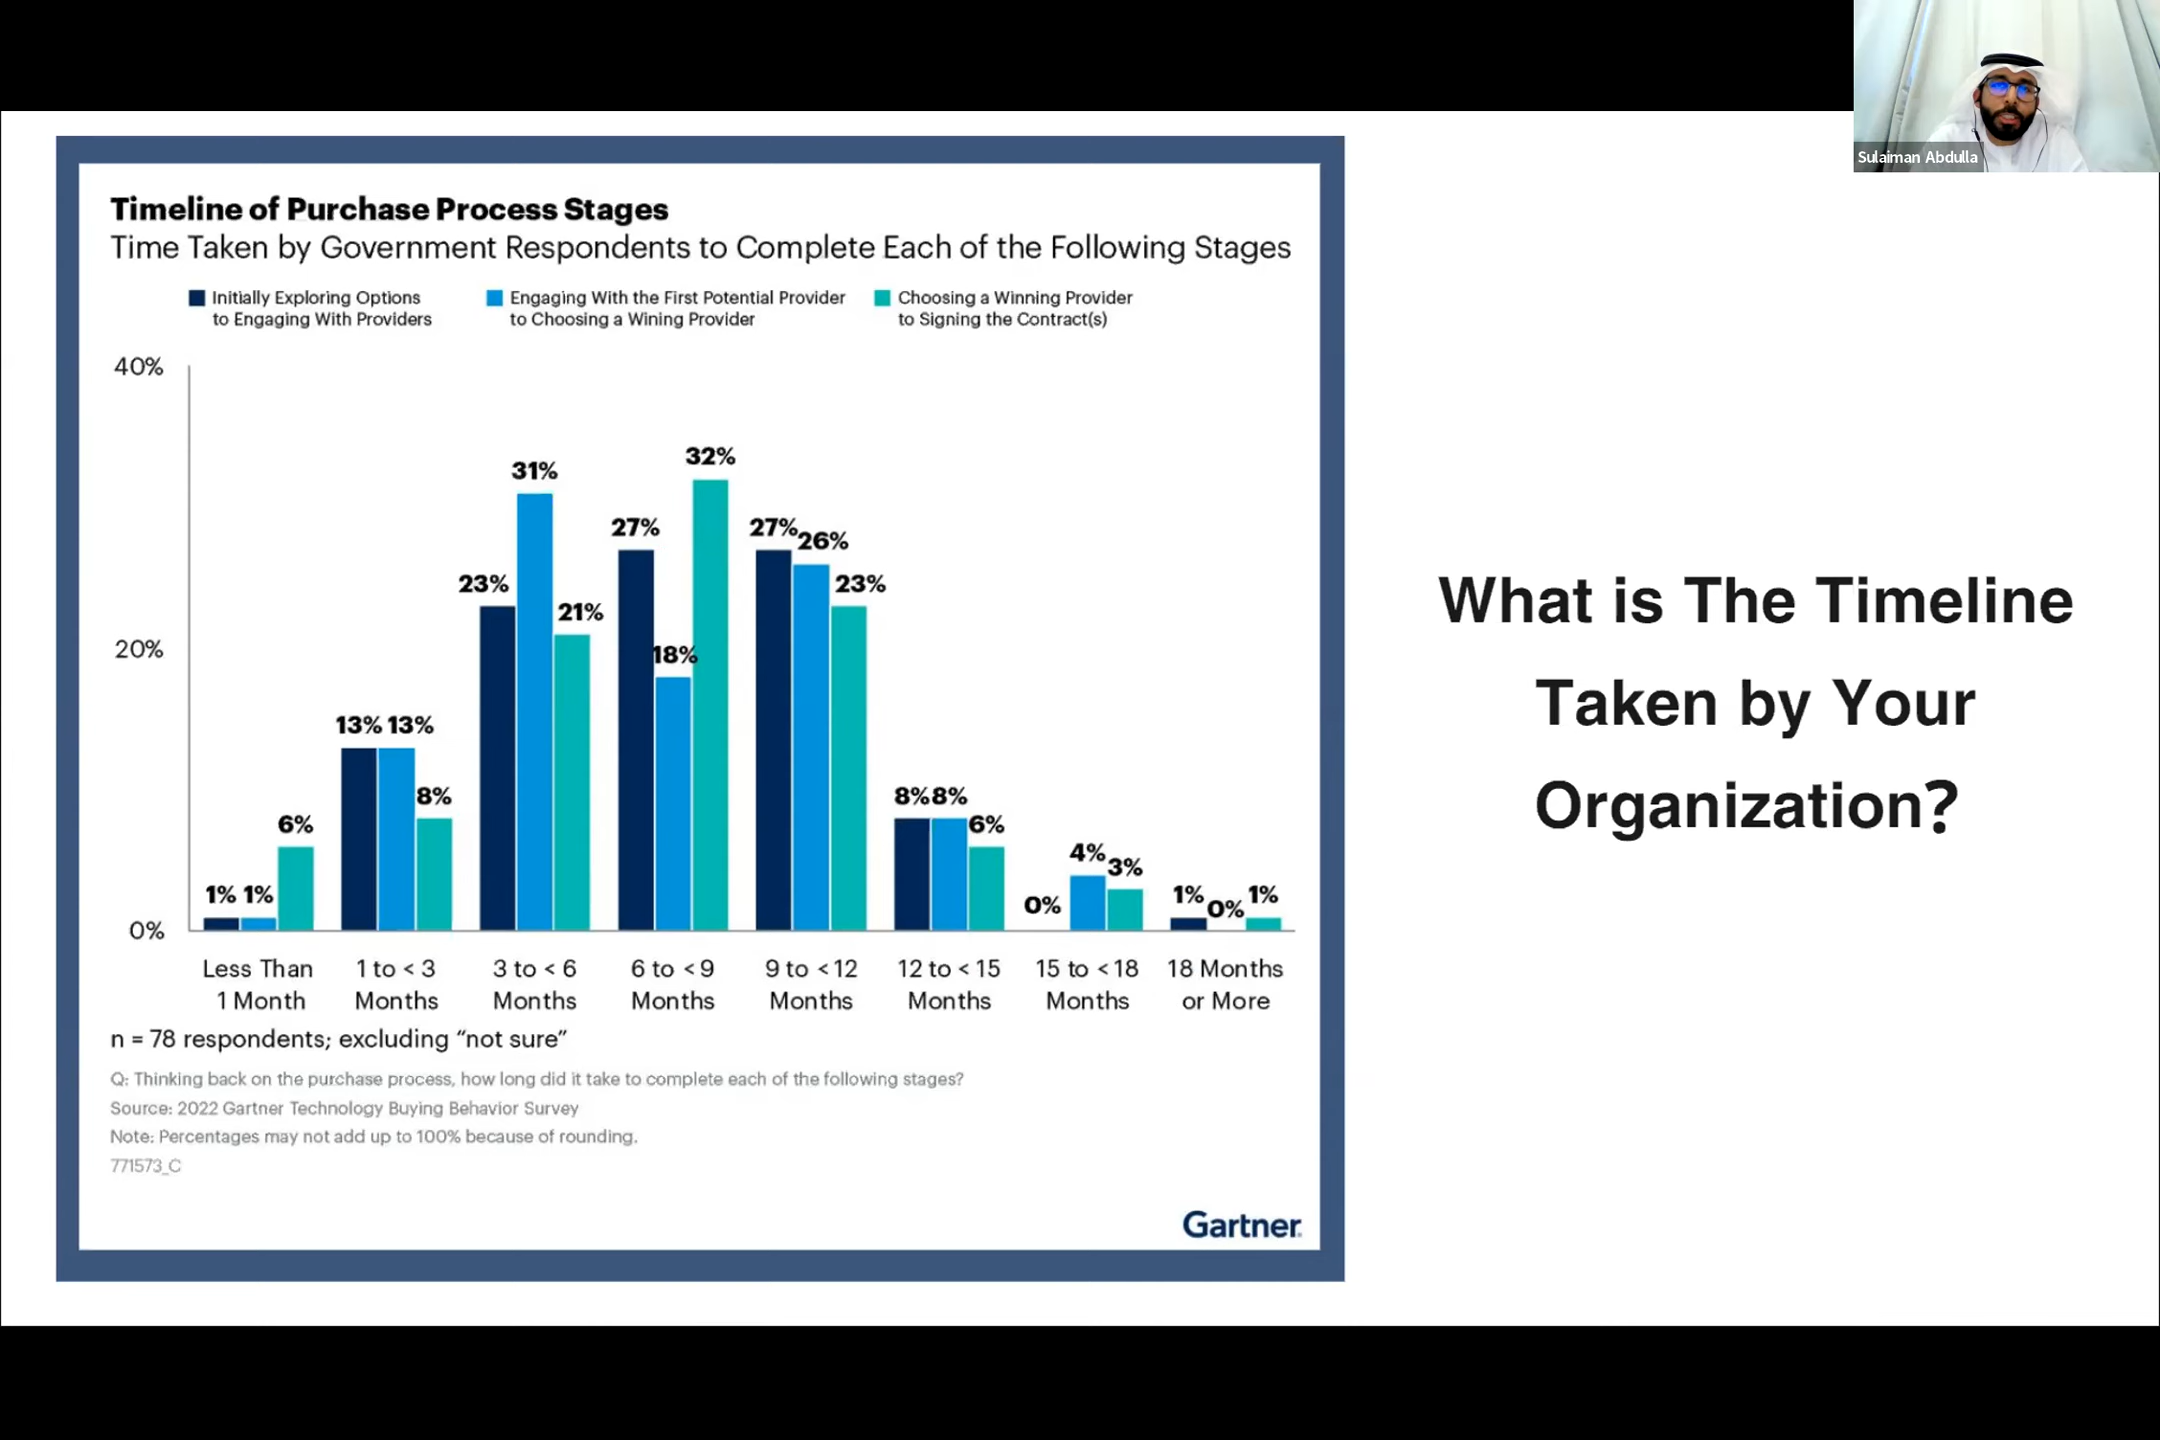 Sulaiman Abdulla
Timeline of Purchase Process Stages
Time Taken by Government Respondents to Complete Each of the Following Stages
Initially Exploring Options
to Engaging With Providers
Engaging With the First Potential Provider
to Choosing a Wining Provider
Choosing a Winning Provider
to Signing the Contract(s)
40%
20%
0%
1% 1% 6%
13% 13% 8%
23% 31% 21%
27% 18% 32%
27% 26% 23%
8% 8% 6%
0% 4% 3%
1% 0% 1%
Less Than
1 Month
1 to < 3
Months
3 to < 6
Months
6 to < 9
Months
9 to < 12
Months
12 to < 15
Months
15 to < 18
Months
18 Months
or More
n = 78 respondents; excluding “not sure”
Q: Thinking back on the purchase process, how long did it take to complete each of the following stages?
Source: 2022 Gartner Technology Buying Behavior Survey
Note: Percentages may not add up to 100% because of rounding.
771573_C
Gartner
What is The Timeline
Taken by Your
Organization?